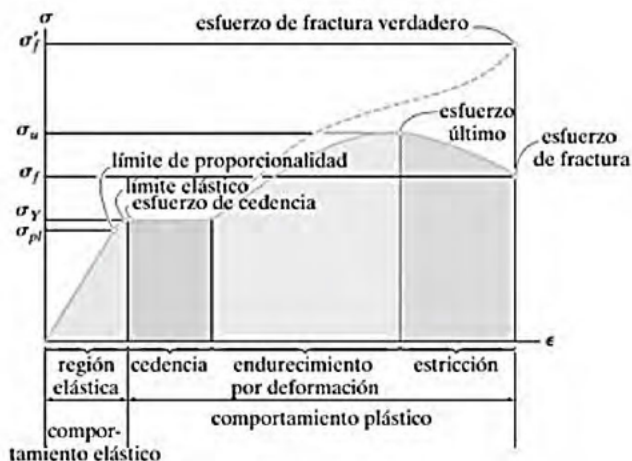 σ
esfuerzo de fractura verdadero
σ'f
esfuerzo
último
σu
esfuerzo
de fractura
límite de proporcionalidad
σf
límite elástico
esfuerzo de cedencia
σY
σpl
ϵ
región
elástica
cedencia
endurecimiento
por deformación
estricción
comportamiento plástico
compor-
tamiento elástico